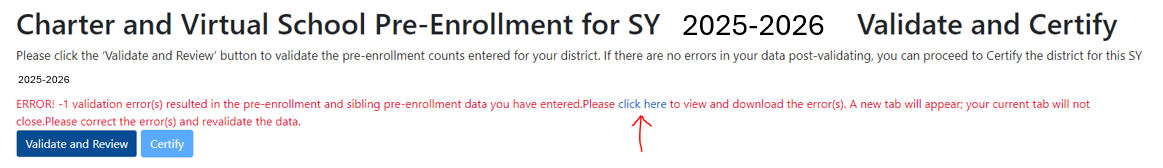 Charter and Virtual School Pre-Enrollment for SY 2025-2026 Validate and Certify
Please click the 'Validate and Review' button to validate the pre-enrollment counts entered for your district. If there are no errors in your data post-validating, you can proceed to Certify the district for this SY
2025-2026
ERROR! -1 validation error(s) resulted in the pre-enrollment and sibling pre-enrollment data you have entered.Please click here to view and download the error(s). A new tab will appear; your current tab will not
close.Please correct the error(s) and revalidate the data.
Validate and Review Certify